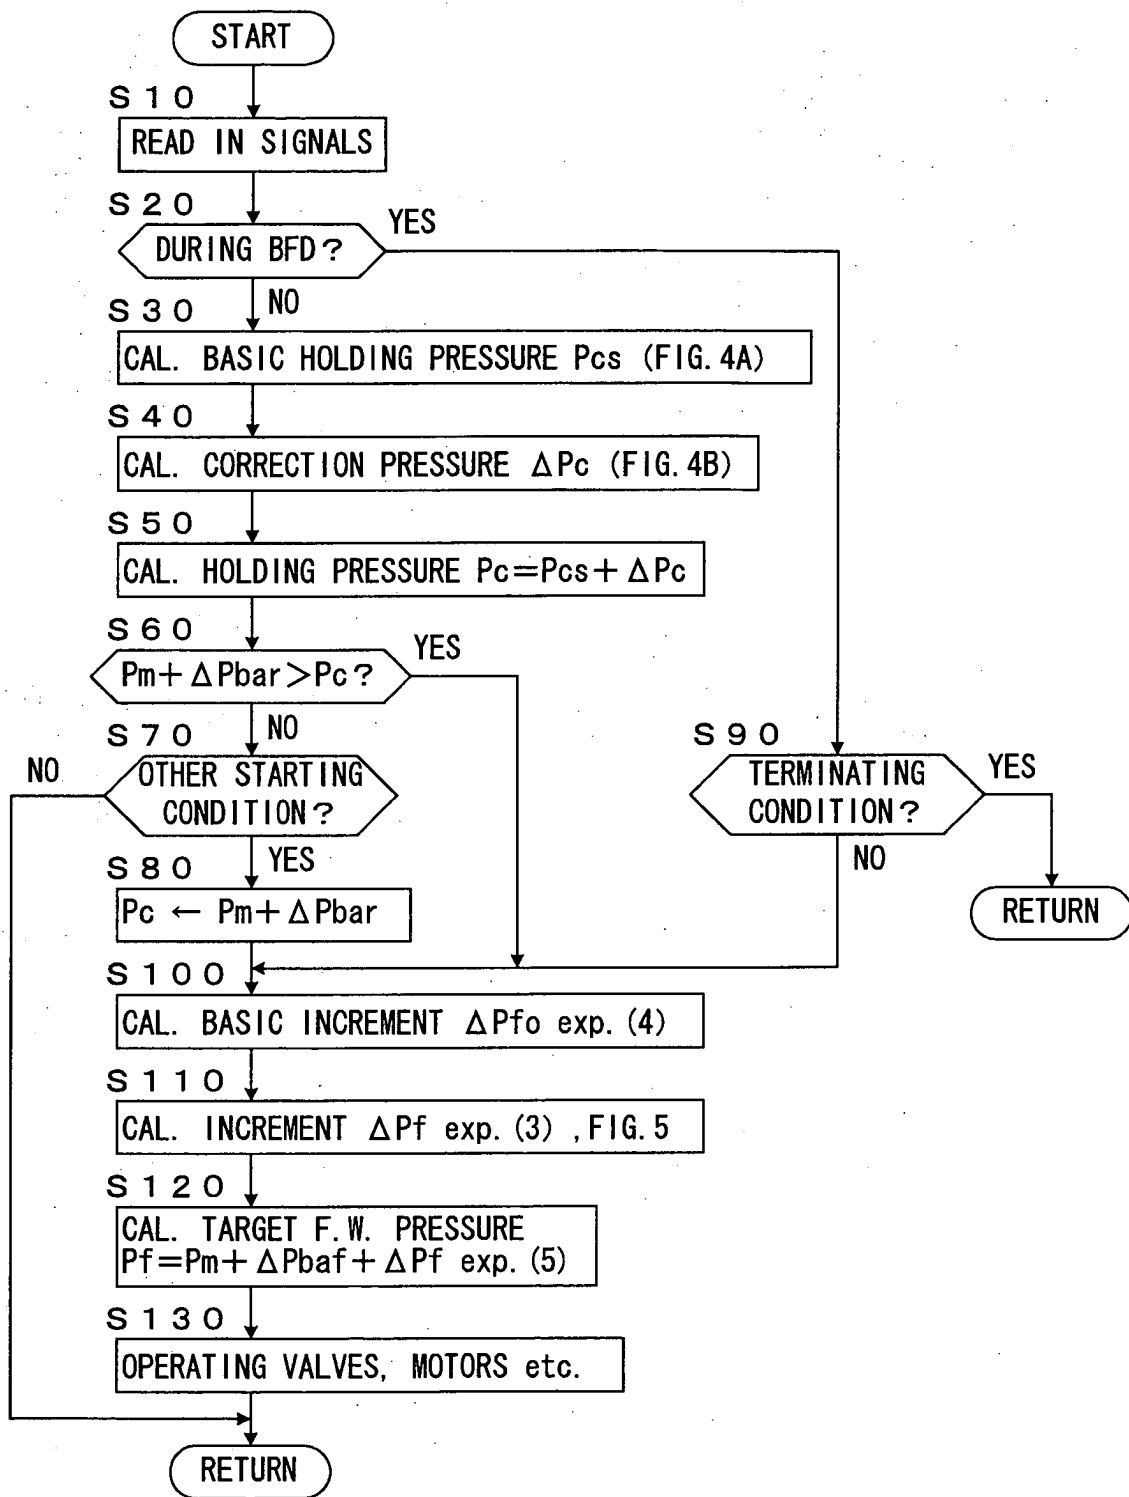 START
S10
READ IN SIGNALS
S20
YES
DURING BFD?
NO
S30
CAL. BASIC HOLDING PRESSURE Pcs (FIG. 4A)
S40
CAL. CORRECTION PRESSURE ΔPc (FIG. 4B)
S50
CAL. HOLDING PRESSURE Pc=Pcs+ΔPc
S60
YES
Pm+ΔPbar>Pc?
NO
S70
NO
OTHER STARTING
CONDITION?
YES
S90
TERMINATING
CONDITION?
YES
NO
RETURN
S80
Pc ← Pm+ΔPbar
S100
CAL. BASIC INCREMENT ΔPfo exp. (4)
S110
CAL. INCREMENT ΔPf exp. (3) , FIG. 5
S120
CAL. TARGET F.W. PRESSURE
Pf=Pm+ΔPbaf+ΔPf exp. (5)
S130
OPERATING VALVES, MOTORS etc.
RETURN